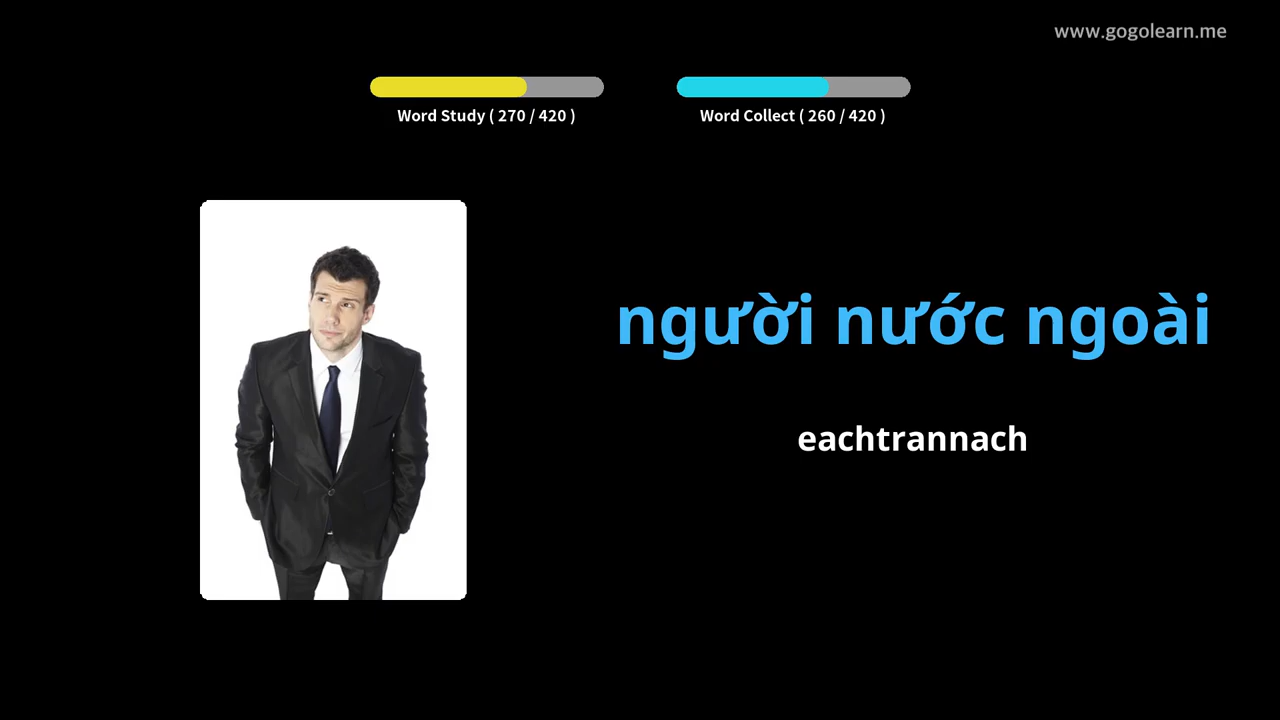 www.gogolearn.me
Word Study ( 270 / 420 )
Word Collect ( 260 / 420 )
người nước ngoài
eachtrannach